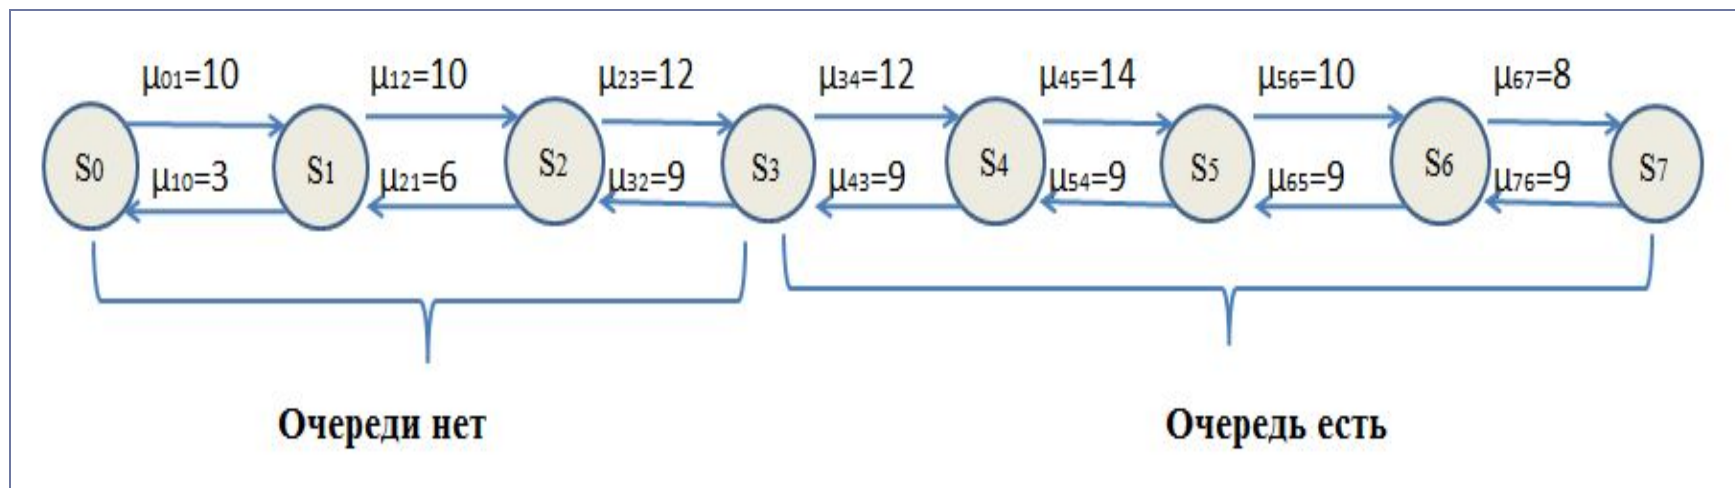 μ₀₁=10 μ₁₂=10 μ₂₃=12 μ₃₄=12 μ₄₅=14 μ₅₆=10 μ₆₇=8
S₀ S₁ S₂ S₃ S₄ S₅ S₆ S₇
μ₁₀=3 μ₂₁=6 μ₃₂=9 μ₄₃=9 μ₅₄=9 μ₆₅=9 μ₇₆=9
Очереди нет Очередь есть